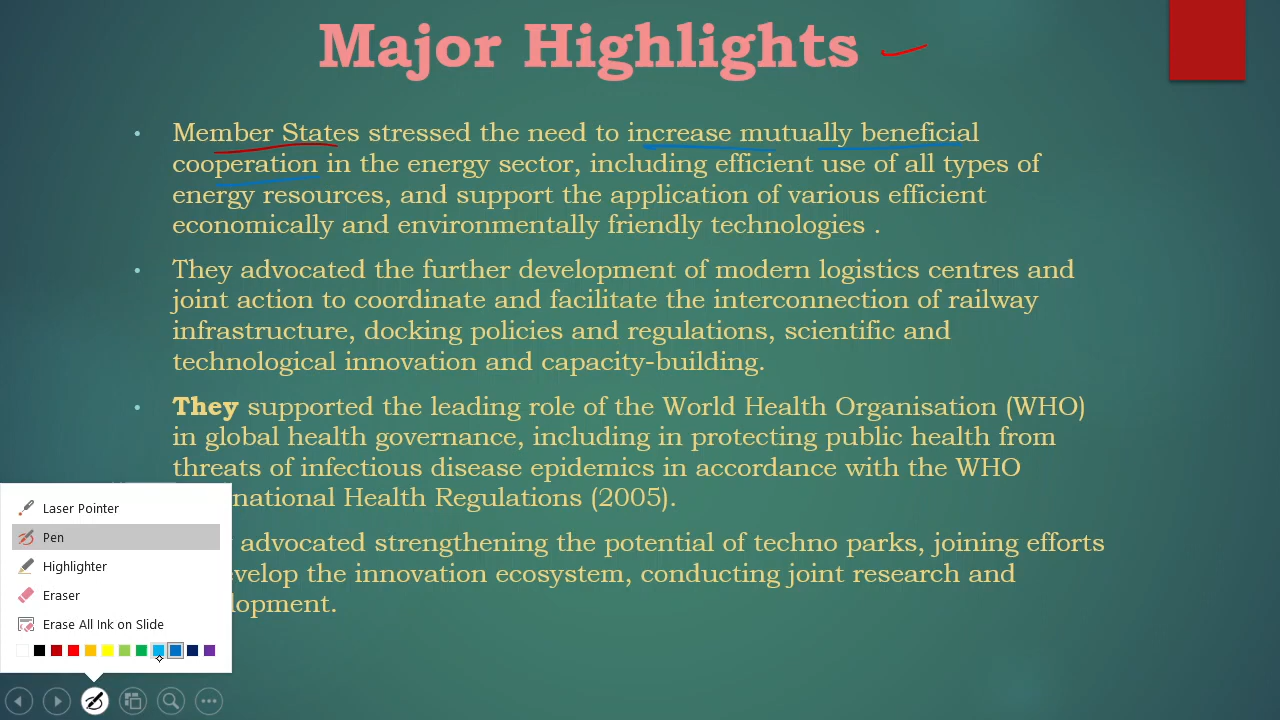 Major Highlights
• Member States stressed the need to increase mutually beneficial
cooperation in the energy sector, including efficient use of all types of
energy resources, and support the application of various efficient
economically and environmentally friendly technologies .
• They advocated the further development of modern logistics centres and
joint action to coordinate and facilitate the interconnection of railway
infrastructure, docking policies and regulations, scientific and
technological innovation and capacity-building.
• They supported the leading role of the World Health Organisation (WHO)
in global health governance, including in protecting public health from
threats of infectious disease epidemics in accordance with the WHO
national Health Regulations (2005).
advocated strengthening the potential of techno parks, joining efforts
evelop the innovation ecosystem, conducting joint research and
lopment.
Laser Pointer
Pen
Highlighter
Eraser
Erase All Ink on Slide